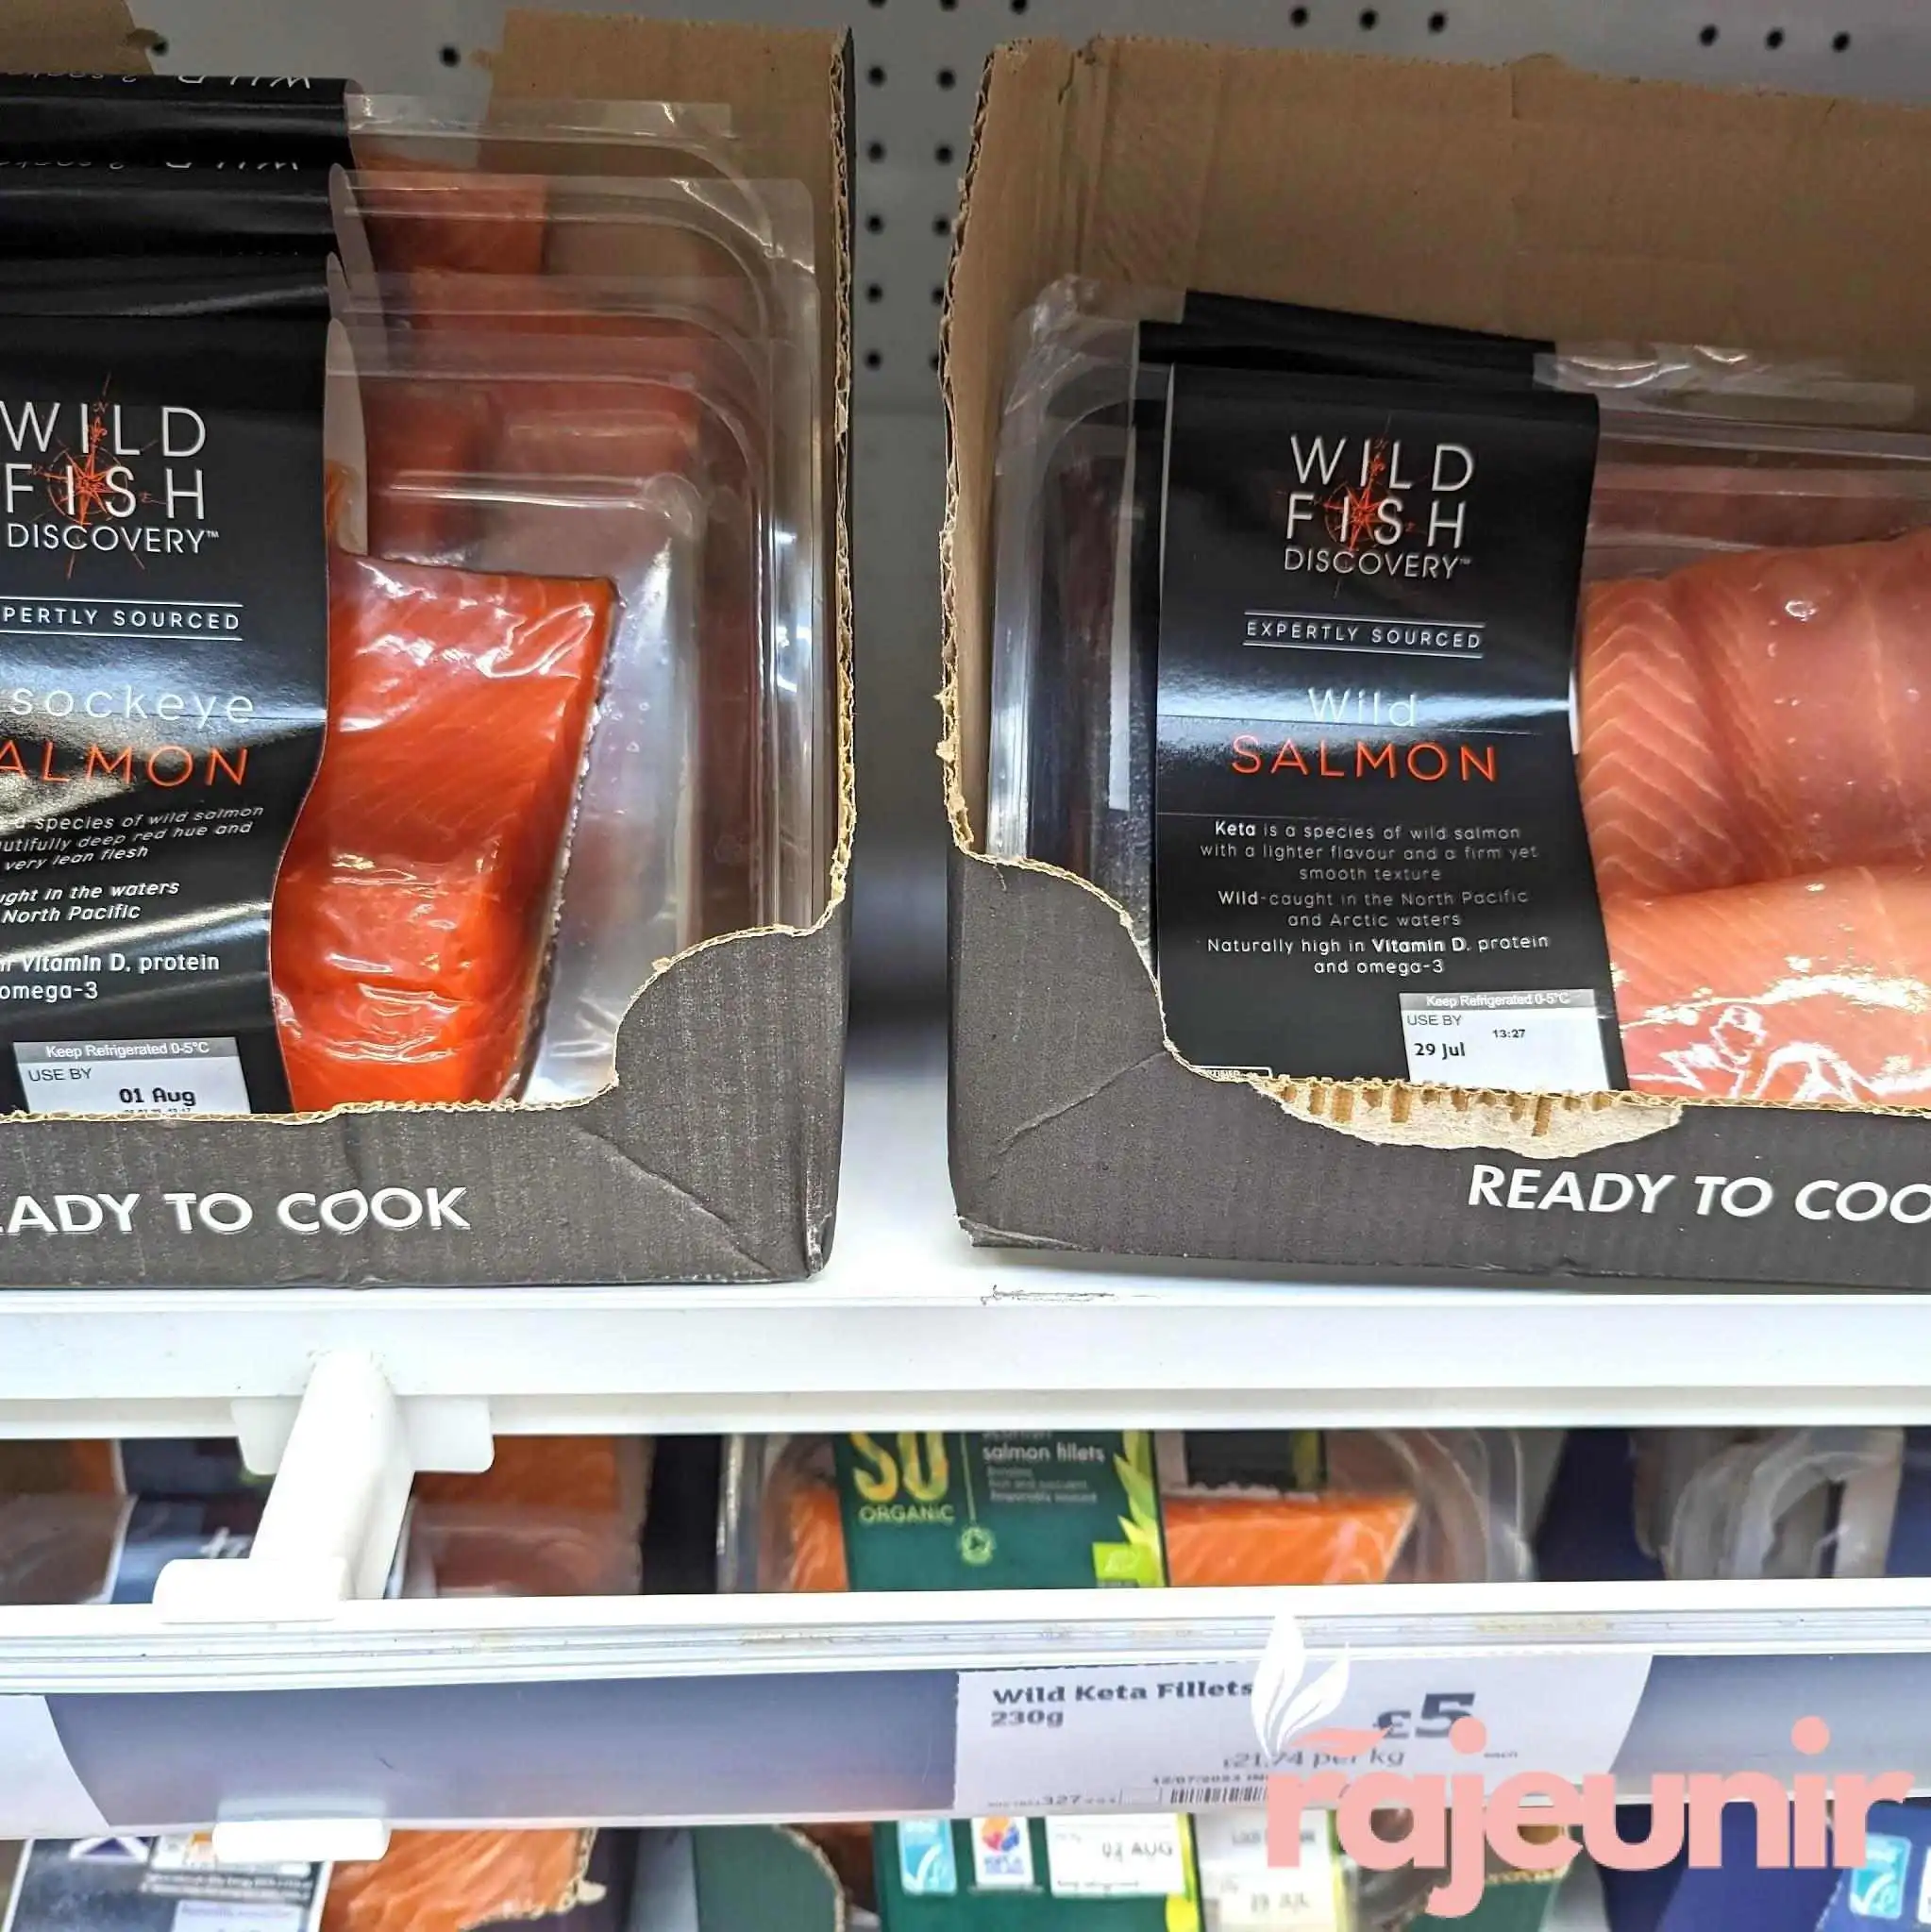 WILD
FISH
DISCOVERY™
PERTLY SOURCED
sockeye
ALMON
species of wild salmon
utifully deep red hue and
very lean flesh
ght in the waters
North Pacific
Vitamin D, protein
omega-3
Keep Refrigerated 0-5°C
USE BY
01 Aug
EADY TO COOK
WILD
FISH
DISCOVERY™
EXPERTLY SOURCED
Wild
SALMON
Keta is a species of wild salmon
with a lighter flavour and a firm yet
smooth texture
Wild-caught in the North Pacific
and Arctic waters
Naturally high in Vitamin D, protein
and omega-3
Keep Refrigerated 0-5°C
USE BY
13:27
29 Jul
READY TO COO
SO
ORGANIC
salmon fillets
Wild Keta Fillets
230g
£5
£21.74 per kg
rajeunir
AUG